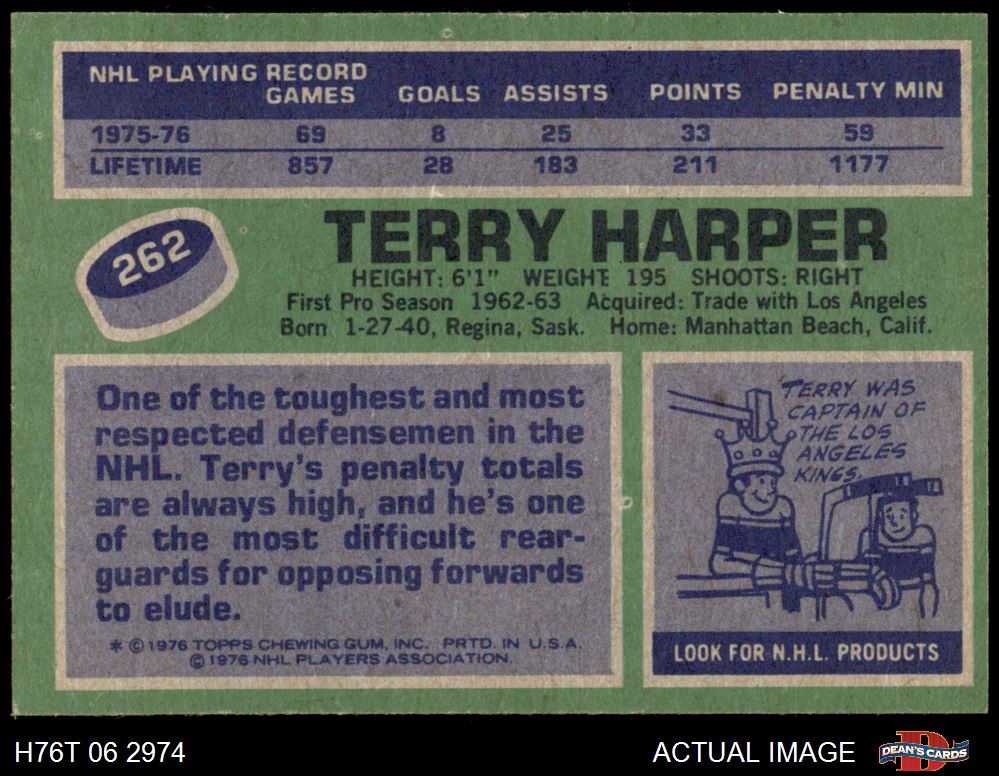 NHL PLAYING RECORD
GAMES GOALS ASSISTS POINTS PENALTY MIN
1975-76 69 8 25 33 59
LIFETIME 857 28 183 211 1177
262
TERRY HARPER
HEIGHT: 6'1" WEIGHT 195 SHOOTS: RIGHT
First Pro Season 1962-63 Acquired: Trade with Los Angeles
Born 1-27-40, Regina, Sask. Home: Manhattan Beach, Calif.
One of the toughest and most
respected defensemen in the
NHL. Terry's penalty totals
are always high, and he's one
of the most difficult rear-
guards for opposing forwards
to elude.
* © 1976 TOPPS CHEWING GUM, INC. PRTD. IN U.S.A.
© 1976 NHL PLAYERS ASSOCIATION.
TERRY WAS
CAPTAIN OF
THE LOS
ANGELES
KINGS.
LOOK FOR N.H.L. PRODUCTS
H76T 06 2974
ACTUAL IMAGE
D
DEAN'S CARDS